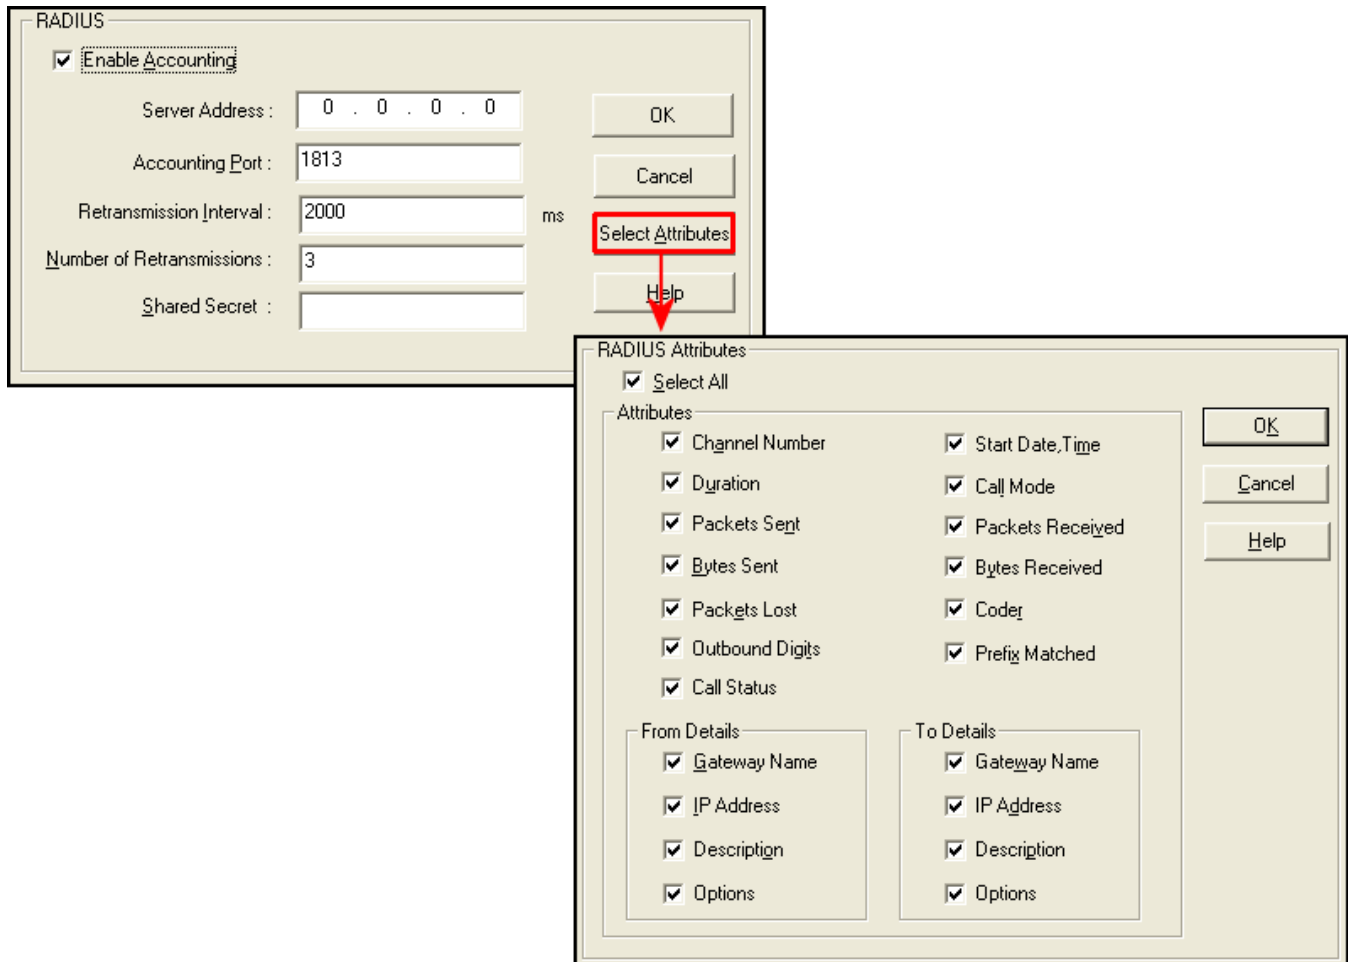 RADIUS
Enable Accounting
Server Address :
0 . 0 . 0 . 0
OK
Accounting Port :
1813
Cancel
Retransmission Interval :
2000
ms
Select Attributes
Number of Retransmissions :
3
Help
Shared Secret :
RADIUS Attributes
Select All
Attributes
OK
Channel Number
Start Date,Time
Duration
Call Mode
Cancel
Packets Sent
Packets Received
Help
Bytes Sent
Bytes Received
Packets Lost
Coder
Outbound Digits
Prefix Matched
Call Status
From Details
To Details
Gateway Name
Gateway Name
IP Address
IP Address
Description
Description
Options
Options